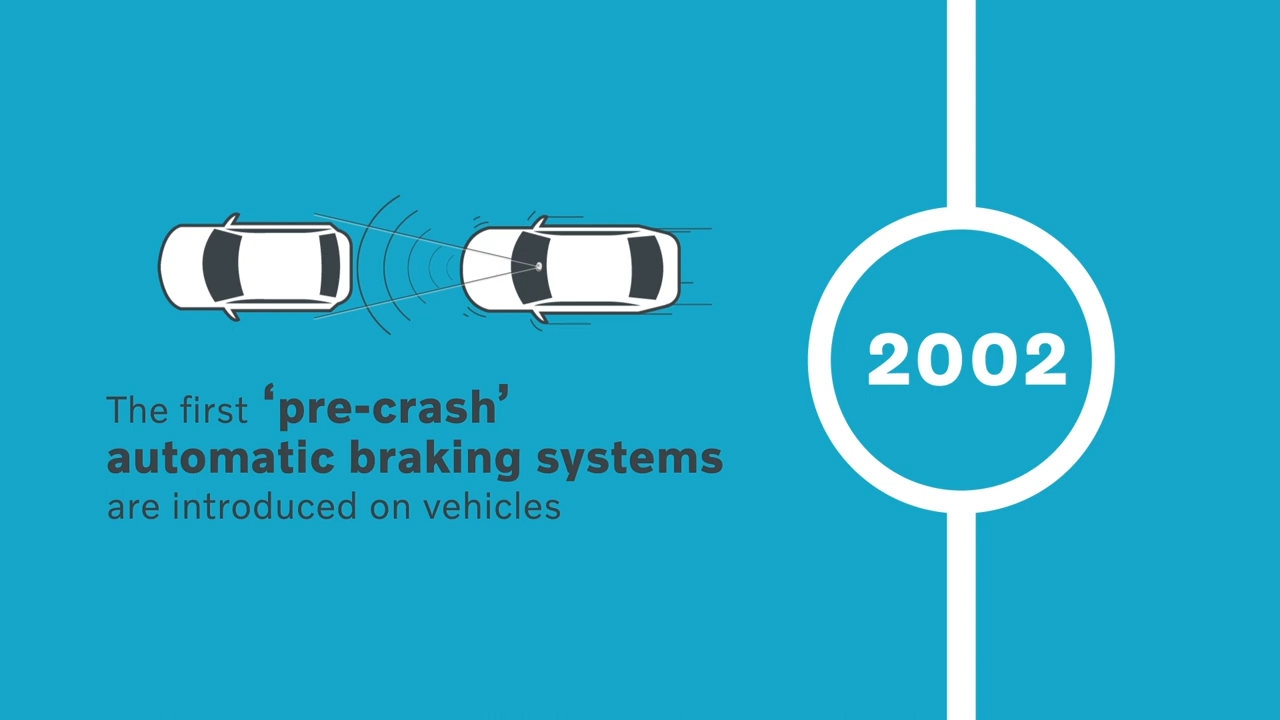 The first ‘pre-crash’
automatic braking systems
are introduced on vehicles
2002